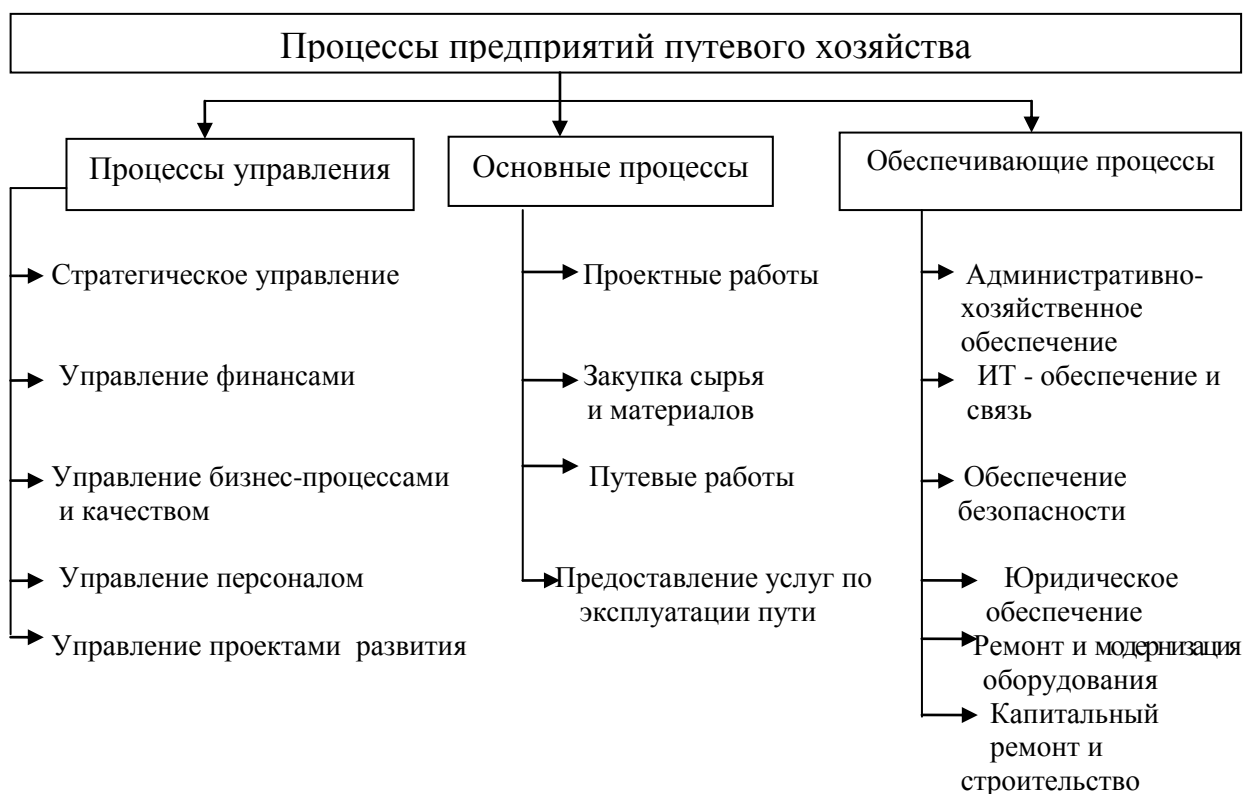 Процессы предприятий путевого хозяйства
Процессы управления
Стратегическое управление
Управление финансами
Управление бизнес-процессами
и качеством
Управление персоналом
Управление проектами развития
Основные процессы
Проектные работы
Закупка сырья
и материалов
Путевые работы
Предоставление услуг по
эксплуатации пути
Обеспечивающие процессы
Административно-
хозяйственное
обеспечение
ИТ - обеспечение и
связь
Обеспечение
безопасности
Юридическое
обеспечение
Ремонт и модернизация
оборудования
Капитальный
ремонт и
строительство